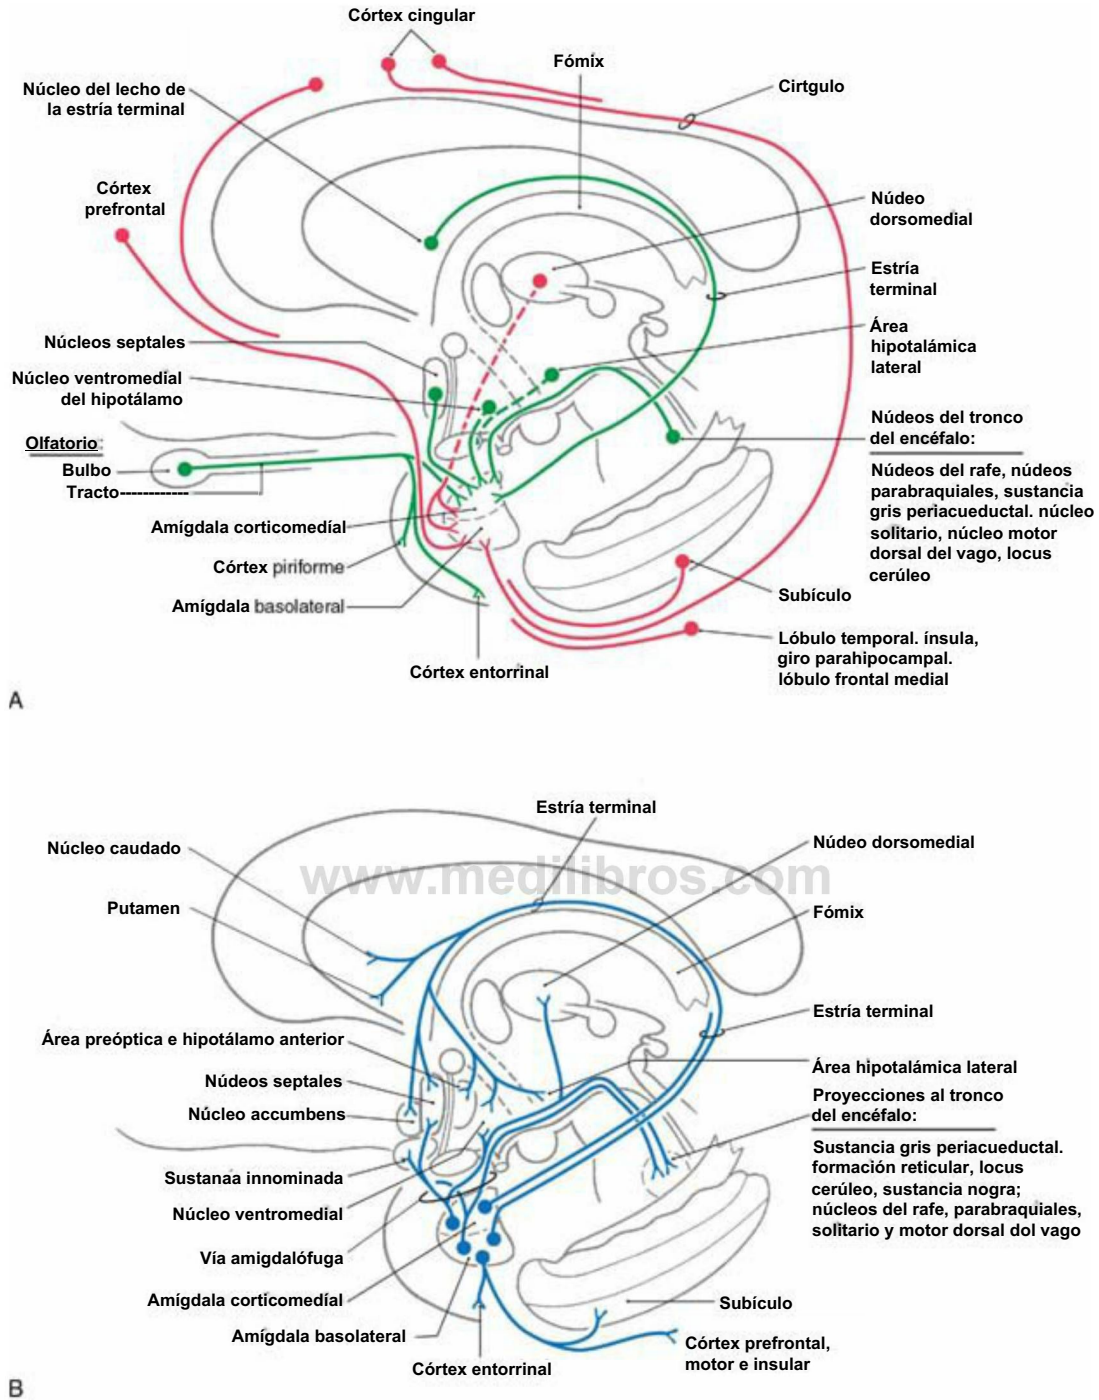 Córtex cingular
Fómix
Cirtgulo
Núcleo del lecho de
la estría terminal
Córtex
prefrontal
Núdeo
dorsomedial
Estría
terminal
Área
hipotalámica
lateral
Núcleos septales
Núcleo ventromedial
del hipotálamo
Olfatorio:
Bulbo
Tracto
Núdeos del tronco
del encéfalo:
Núdeos del rafe, núdeos
parabraquiales, sustancia
gris periacueductal. núcleo
solitario, núcleo motor
dorsal del vago, locus
cerúleo
Amígdala corticomedíal
Córtex piriforme
Amígdala basolateral
Subículo
Córtex entorrinal
Lóbulo temporal. ínsula,
giro parahipocampal.
lóbulo frontal medial
A
Estría terminal
Núcleo caudado
Núdeo dorsomedial
www.medilibros.com
Putamen
Fómix
Estría terminal
Área preóptica e hipotálamo anterior
Área hipotalámica lateral
Núdeos septales
Proyecciones al tronco
del encéfalo:
Núcleo accumbens
Sustancia gris periacueductal.
formación reticular, locus
cerúleo, sustancia nogra;
núcleos del rafe, parabraquiales,
solitario y motor dorsal dol vago
Sustanaa innominada
Núcleo ventromedial
Vía amigdalófuga
Amígdala corticomedíal
Subículo
Amígdala basolateral
Córtex prefrontal,
motor e insular
Córtex entorrinal
B